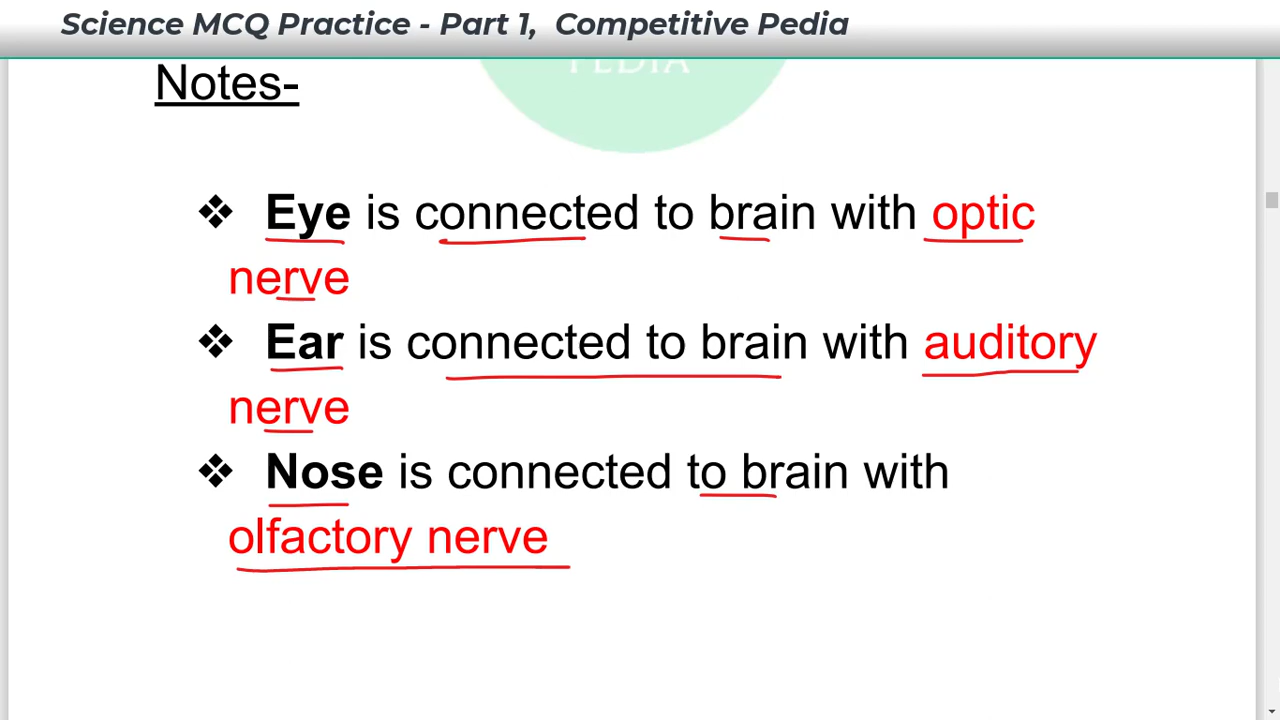 Science MCQ Practice - Part 1, Competitive Pedia
PEDIA
Notes-
❖ Eye is connected to brain with optic
nerve
❖ Ear is connected to brain with auditory
nerve
❖ Nose is connected to brain with
olfactory nerve